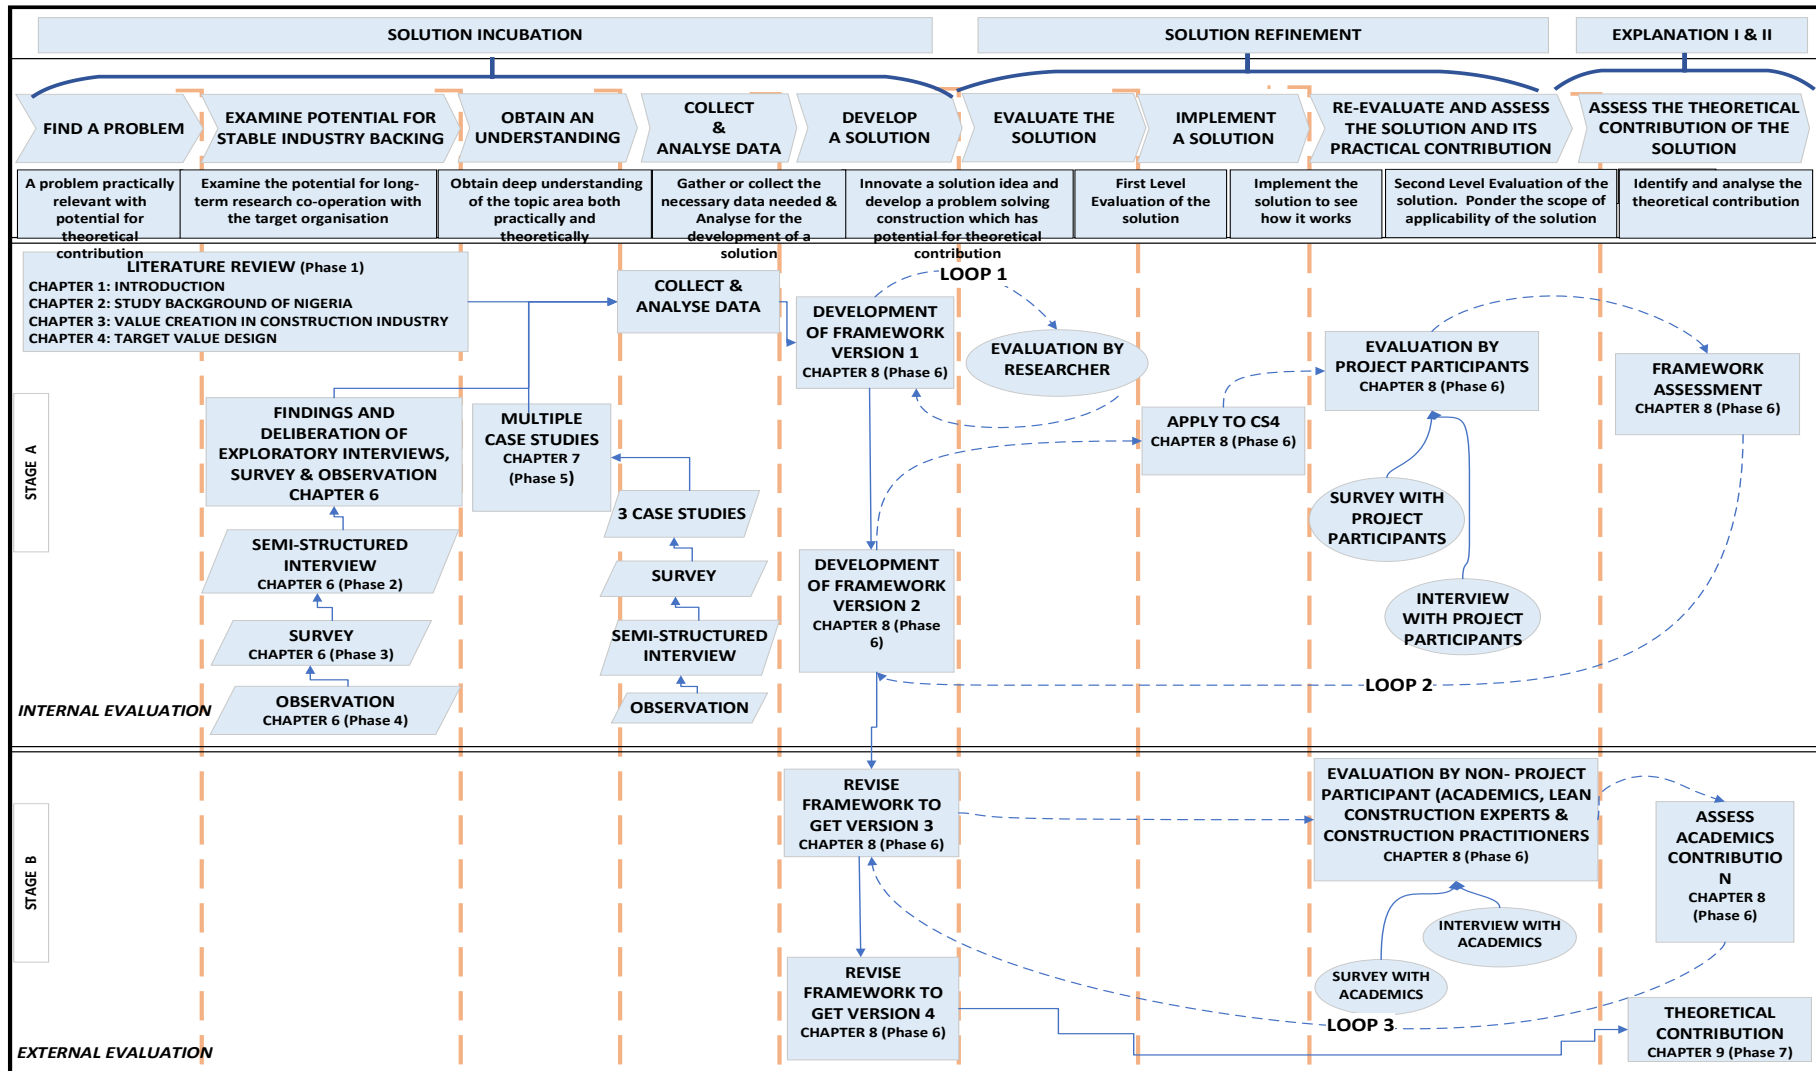 SOLUTION INCUBATION
SOLUTION REFINEMENT
EXPLANATION I & II
FIND A PROBLEM
EXAMINE POTENTIAL FOR
STABLE INDUSTRY BACKING
OBTAIN AN
UNDERSTANDING
COLLECT
&
ANALYSE DATA
DEVELOP
A SOLUTION
EVALUATE THE
SOLUTION
IMPLEMENT
A SOLUTION
RE-EVALUATE AND ASSESS
THE SOLUTION AND ITS
PRACTICAL CONTRIBUTION
ASSESS THE THEORETICAL
CONTRIBUTION OF THE
SOLUTION
A problem practically
relevant with
potential for
theoretical
contribution
Examine the potential for long-
term research co-operation with
the target organisation
Obtain deep understanding
of the topic area both
practically and
theoretically
Gather or collect the
necessary data needed &
Analyse for the
development of a
solution
Innovate a solution idea and
develop a problem solving
construction which has
potential for theoretical
contribution
First Level
Evaluation of the
solution
Implement the
solution to see
how it works
Second Level Evaluation of the
solution.  Ponder the scope of
applicability of the solution
Identify and analyse the
theoretical contribution
STAGE A
LITERATURE REVIEW (Phase 1)
CHAPTER 1: INTRODUCTION
CHAPTER 2: STUDY BACKGROUND OF NIGERIA
CHAPTER 3: VALUE CREATION IN CONSTRUCTION INDUSTRY
CHAPTER 4: TARGET VALUE DESIGN
FINDINGS AND
DELIBERATION OF
EXPLORATORY INTERVIEWS,
SURVEY & OBSERVATION
CHAPTER 6
SEMI-STRUCTURED
INTERVIEW
CHAPTER 6 (Phase 2)
SURVEY
CHAPTER 6 (Phase 3)
OBSERVATION
CHAPTER 6 (Phase 4)
INTERNAL EVALUATION
MULTIPLE
CASE STUDIES
CHAPTER 7
(Phase 5)
COLLECT &
ANALYSE DATA
3 CASE STUDIES
SURVEY
SEMI-STRUCTURED
INTERVIEW
OBSERVATION
LOOP 1
DEVELOPMENT
OF FRAMEWORK
VERSION 1
CHAPTER 8 (Phase 6)
EVALUATION BY
RESEARCHER
DEVELOPMENT
OF FRAMEWORK
VERSION 2
CHAPTER 8 (Phase
6)
APPLY TO CS4
CHAPTER 8 (Phase 6)
EVALUATION BY
PROJECT PARTICIPANTS
CHAPTER 8 (Phase 6)
SURVEY WITH
PROJECT
PARTICIPANTS
INTERVIEW
WITH PROJECT
PARTICIPANTS
FRAMEWORK
ASSESSMENT
CHAPTER 8 (Phase 6)
LOOP 2
STAGE B
REVISE
FRAMEWORK TO
GET VERSION 3
CHAPTER 8 (Phase 6)
EVALUATION BY NON- PROJECT
PARTICIPANT (ACADEMICS, LEAN
CONSTRUCTION EXPERTS &
CONSTRUCTION PRACTITIONERS
CHAPTER 8 (Phase 6)
ASSESS
ACADEMICS
CONTRIBUTIO
N
CHAPTER 8
(Phase 6)
INTERVIEW WITH
ACADEMICS
SURVEY WITH
ACADEMICS
REVISE
FRAMEWORK TO
GET VERSION 4
CHAPTER 8 (Phase 6)
LOOP 3
THEORETICAL
CONTRIBUTION
CHAPTER 9 (Phase 7)
EXTERNAL EVALUATION